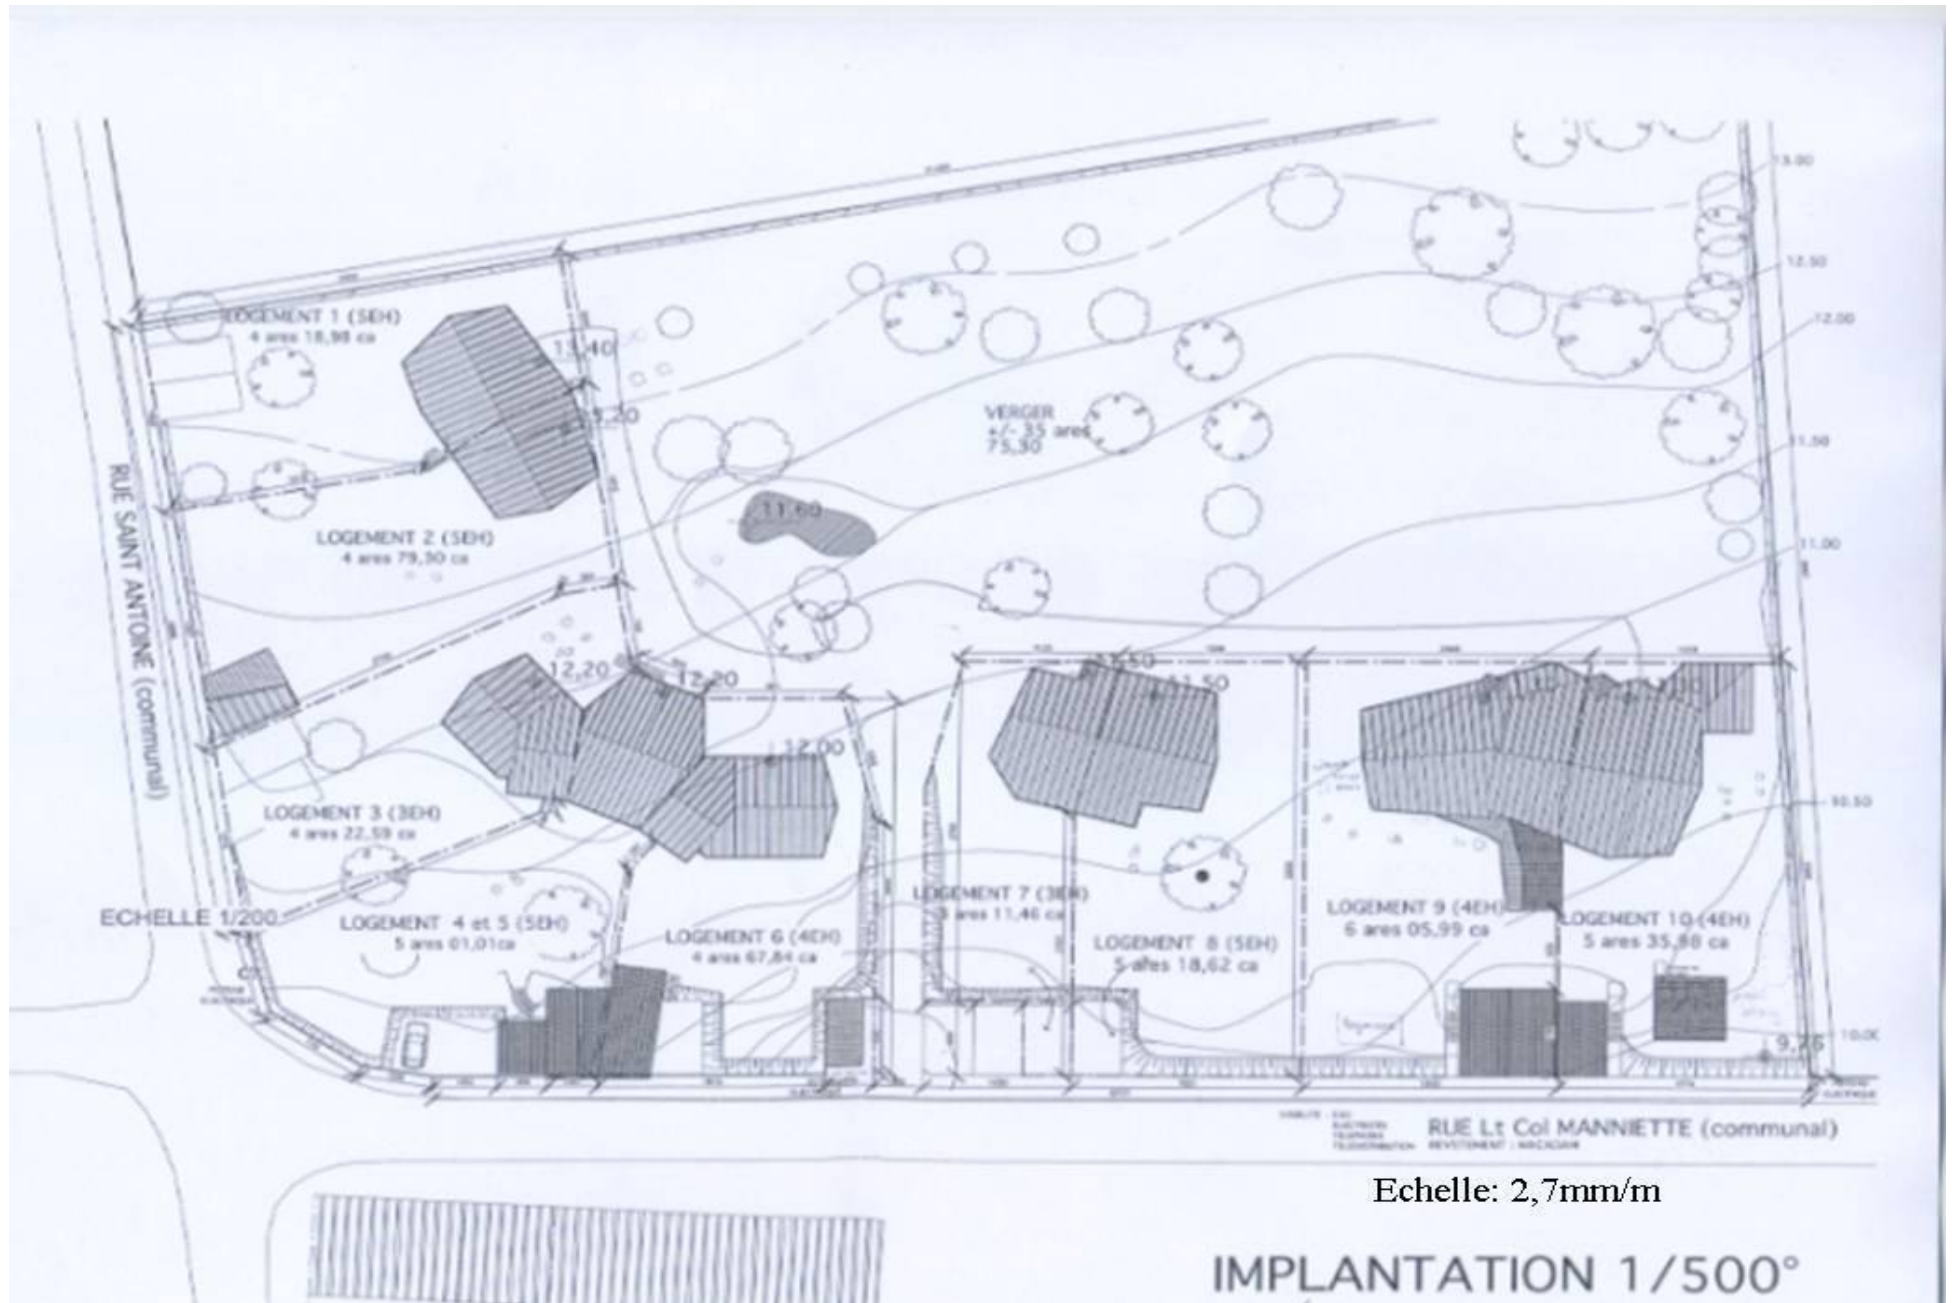 13.00
12.50
LOGEMENT 1 (5EH)
4 ares 18,98 ca
12.00
13,40
VERGER
+/- 35 ares
75,30
11.50
11.60
LOGEMENT 2 (5EH)
4 ares 79,30 ca
11.00
RUE SAINT ANTOINE (communal)
12,20
12,20
11.50
12.00
LOGEMENT 3 (3EH)
4 ares 22,59 ca
10.50
ECHELLE 1/200
LOGEMENT 4 et 5 (5EH)
5 ares 01,01ca
LOGEMENT 6 (4EH)
4 ares 67,84 ca
LOGEMENT 7 (3EH)
3 ares 11,46 ca
LOGEMENT 8 (5EH)
5 ares 18,62 ca
LOGEMENT 9 (4EH)
6 ares 05,99 ca
LOGEMENT 10 (4EH)
5 ares 35,88 ca
9,76
RUE Lt Col MANNIETTE (communal)
REVETEMENT : MACADAM
Echelle: 2,7mm/m
IMPLANTATION 1/500°